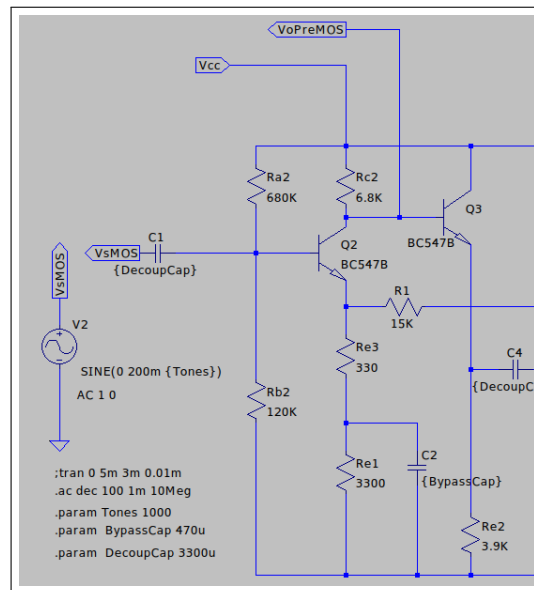 VoPreMOS
Vcc
Ra2
680K
Rc2
6.8K
Q3
BC547B
Q2
BC547B
VsMOS
C1
{DecoupCap}
VsMOS
R1
15K
V2
SINE(0 200m {Tones})
AC 1 0
Re3
330
C4
{DecoupC
Rb2
120K
Re1
3300
C2
{BypassCap}
Re2
3.9K
;tran 0 5m 3m 0.01m
.ac dec 100 1m 10Meg
.param Tones 1000
.param BypassCap 470u
.param DecoupCap 3300u